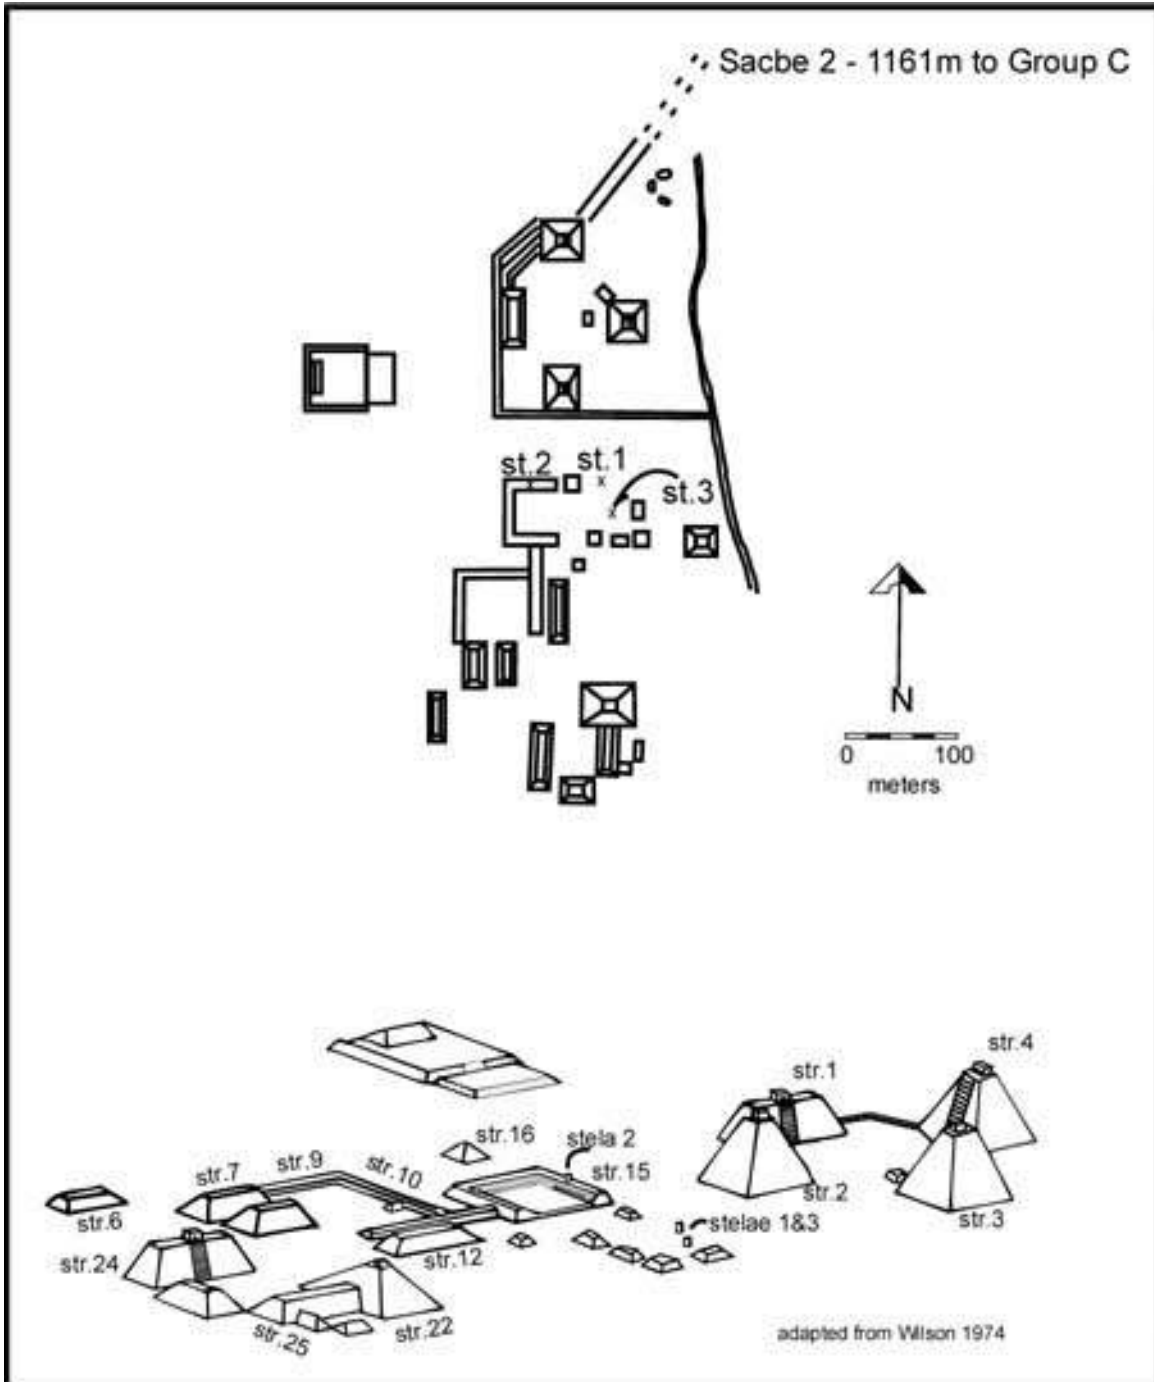 Sacbe 2 - 1161m to Group C
st.2
st.1
st.3
N
0
100
meters
str.4
str.1
str.16
stela 2
str.9
str.10
str.7
str.15
str.6
str.2
str.3
stelae 1&3
str.24
str.12
str.25
str.22
adapted from Wilson 1974